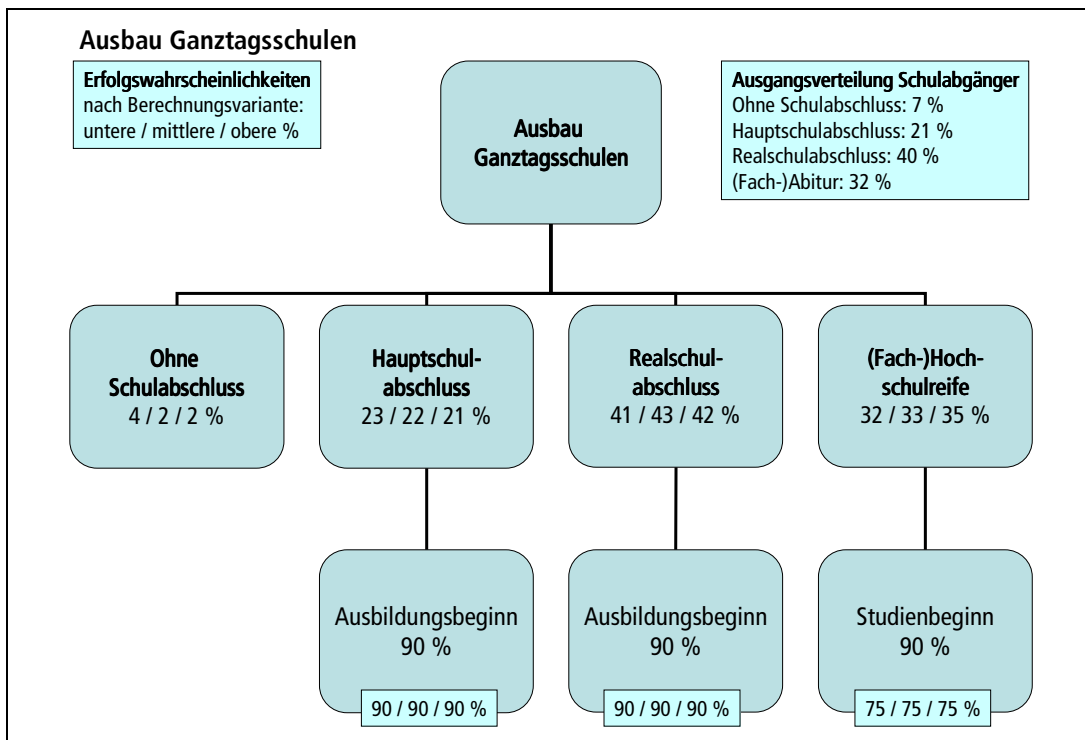 Ausbau Ganztagsschulen
Erfolgswahrscheinlichkeiten
nach Berechnungsvariante:
untere / mittlere / obere %
Ausbau
Ganztagsschulen
Ausgangsverteilung Schulabgänger
Ohne Schulabschluss: 7 %
Hauptschulabschluss: 21 %
Realschulabschluss: 40 %
(Fach-)Abitur: 32 %
Ohne
Schulabschluss
4 / 2 / 2 %
Hauptschul-
abschluss
23 / 22 / 21 %
Realschul-
abschluss
41 / 43 / 42 %
(Fach-)Hoch-
schulreife
32 / 33 / 35 %
Ausbildungsbeginn
90 %
90 / 90 / 90 %
Ausbildungsbeginn
90 %
90 / 90 / 90 %
Studienbeginn
90 %
75 / 75 / 75 %